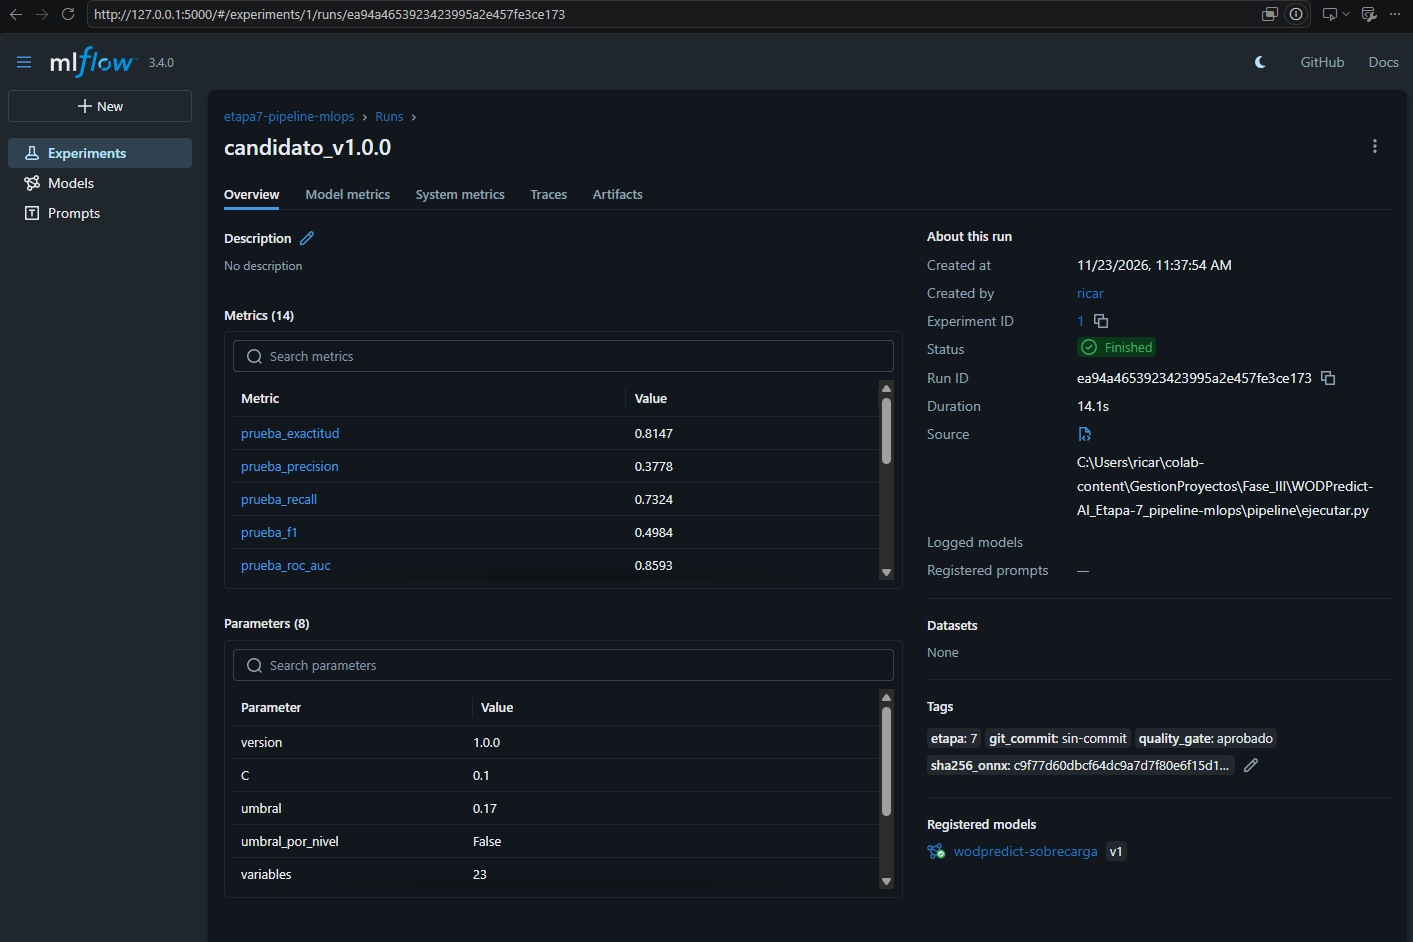 http://127.0.0.1:5000/#/experiments/1/runs/ea94a4653923423995a2e457fe3ce173
mlflow 3.4.0
GitHub
Docs
New
Experiments
Models
Prompts
etapa7-pipeline-mlops > Runs >
candidato_v1.0.0
Overview
Model metrics
System metrics
Traces
Artifacts
Description
No description
Metrics (14)
Search metrics
Metric Value
prueba_exactitud 0.8147
prueba_precision 0.3778
prueba_recall 0.7324
prueba_f1 0.4984
prueba_roc_auc 0.8593
Parameters (8)
Search parameters
Parameter Value
version 1.0.0
C 0.1
umbral 0.17
umbral_por_nivel False
variables 23
About this run
Created at 11/23/2026, 11:37:54 AM
Created by ricar
Experiment ID 1
Status Finished
Run ID ea94a4653923423995a2e457fe3ce173
Duration 14.1s
Source
C:\Users\ricar\colab-
content\GestionProyectos\Fase_III\WODPredict-
AI_Etapa-7_pipeline-mlops\pipeline\ejecutar.py
Logged models
Registered prompts —
Datasets
None
Tags
etapa: 7 git_commit: sin-commit quality_gate: aprobado
sha256_onnx: c9f77d60dbcf64dc9a7d7f80e6f15d1...
Registered models
wodpredict-sobrecarga v1